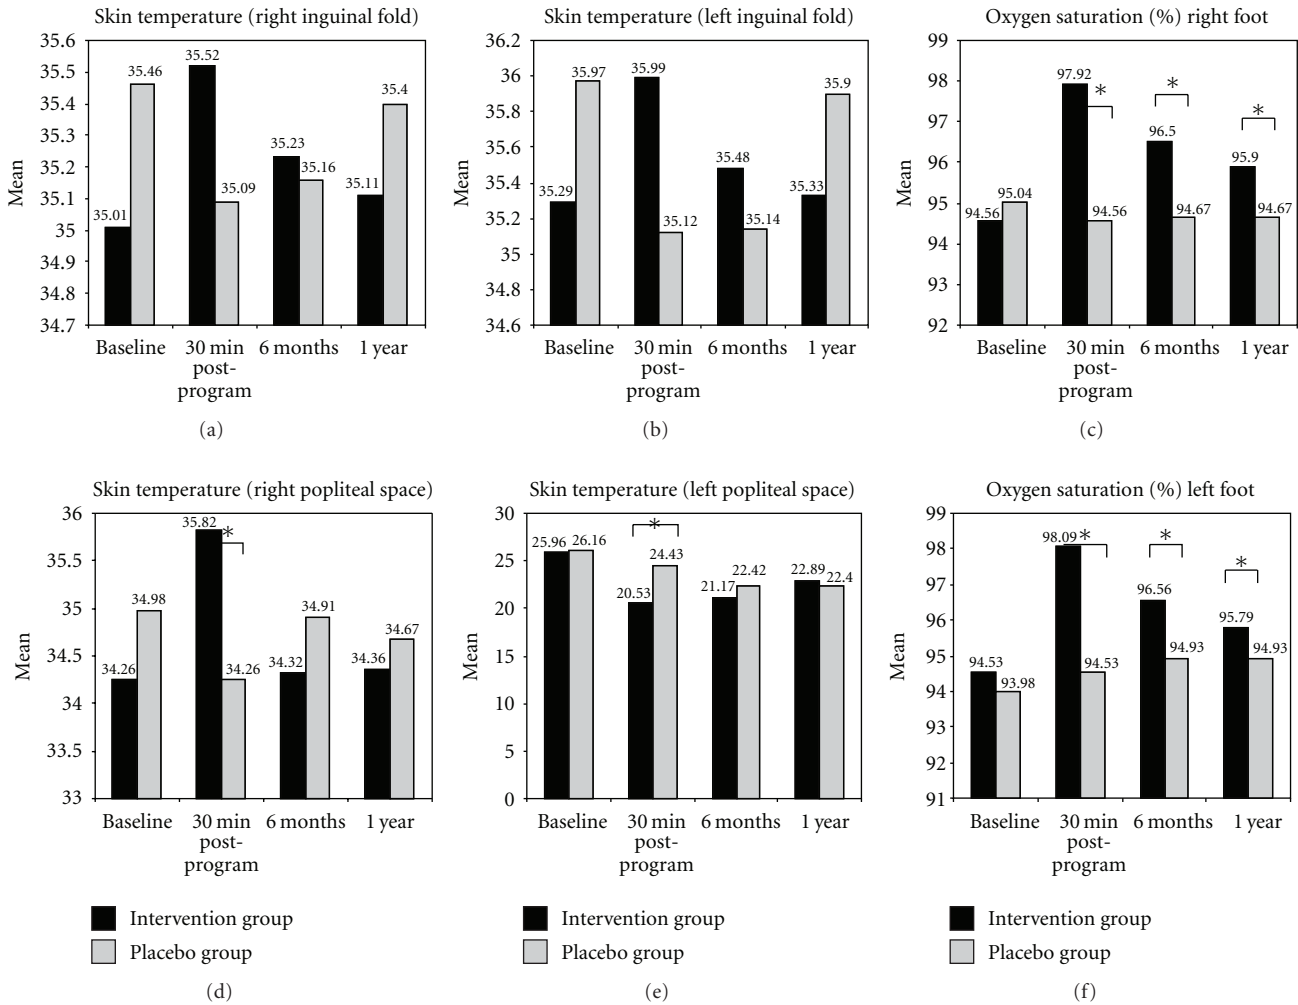 Skin temperature (right inguinal fold)
35.6
35.5
35.4
35.3
35.2
35.1
35
34.9
34.8
34.7
Mean
35.01
35.46
35.52
35.09
35.23
35.16
35.11
35.4
Baseline
30 min
post-
program
6 months
1 year
(a)
Skin temperature (left inguinal fold)
36.2
36
35.8
35.6
35.4
35.2
35
34.8
34.6
Mean
35.29
35.97
35.99
35.12
35.48
35.14
35.33
35.9
Baseline
30 min
post-
program
6 months
1 year
(b)
Oxygen saturation (%) right foot
99
98
97
96
95
94
93
92
Mean
94.56
95.04
97.92
*
94.56
*
96.5
94.67
*
95.9
94.67
Baseline
30 min
post-
program
6 months
1 year
(c)
Skin temperature (right popliteal space)
36
35.5
35
34.5
34
33.5
33
Mean
34.26
34.98
35.82
*
34.26
34.32
34.91
34.36
34.67
Baseline
30 min
post-
program
6 months
1 year
Intervention group
Placebo group
(d)
Skin temperature (left popliteal space)
30
25
20
15
10
5
0
Mean
25.96
26.16
*
20.53
24.43
21.17
22.42
22.89
22.4
Baseline
30 min
post-
program
6 months
1 year
Intervention group
Placebo group
(e)
Oxygen saturation (%) left foot
99
98
97
96
95
94
93
92
91
Mean
94.53
93.98
98.09
*
94.53
*
96.56
94.93
*
95.79
94.93
Baseline
30 min
post-
program
6 months
1 year
Intervention group
Placebo group
(f)